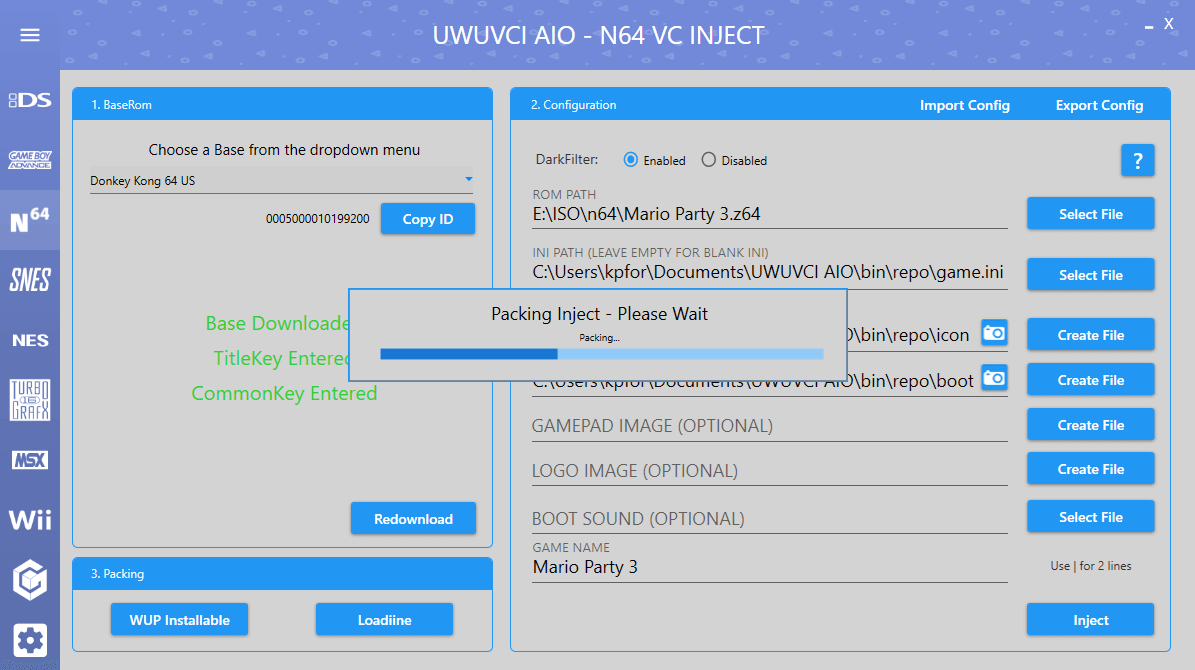 UWUVCI AIO - N64 VC INJECT
X
DS
GAME BOY ADVANCE
N64
SNES
NES
TURBO GRAFX
MSX
Wii
1. BaseRom
Choose a Base from the dropdown menu
Donkey Kong 64 US
0005000010199200
Copy ID
Base Downloade
TitleKey Entered
CommonKey Entered
Redownload
3. Packing
WUP Installable
Loadiine
2. Configuration
Import Config
Export Config
DarkFilter:
Enabled
Disabled
?
ROM PATH
E:\ISO\n64\Mario Party 3.z64
Select File
INI PATH (LEAVE EMPTY FOR BLANK INI)
C:\Users\kpfor\Documents\UWUVCI AIO\bin\repo\game.ini
Select File
Packing Inject - Please Wait
Packing...
O\bin\repo\icon
Create File
C:\Users\kpfor\Documents\UWUVCI AIO\bin\repo\boot
Create File
GAMEPAD IMAGE (OPTIONAL)
Create File
LOGO IMAGE (OPTIONAL)
Create File
BOOT SOUND (OPTIONAL)
Select File
GAME NAME
Mario Party 3
Use | for 2 lines
Inject